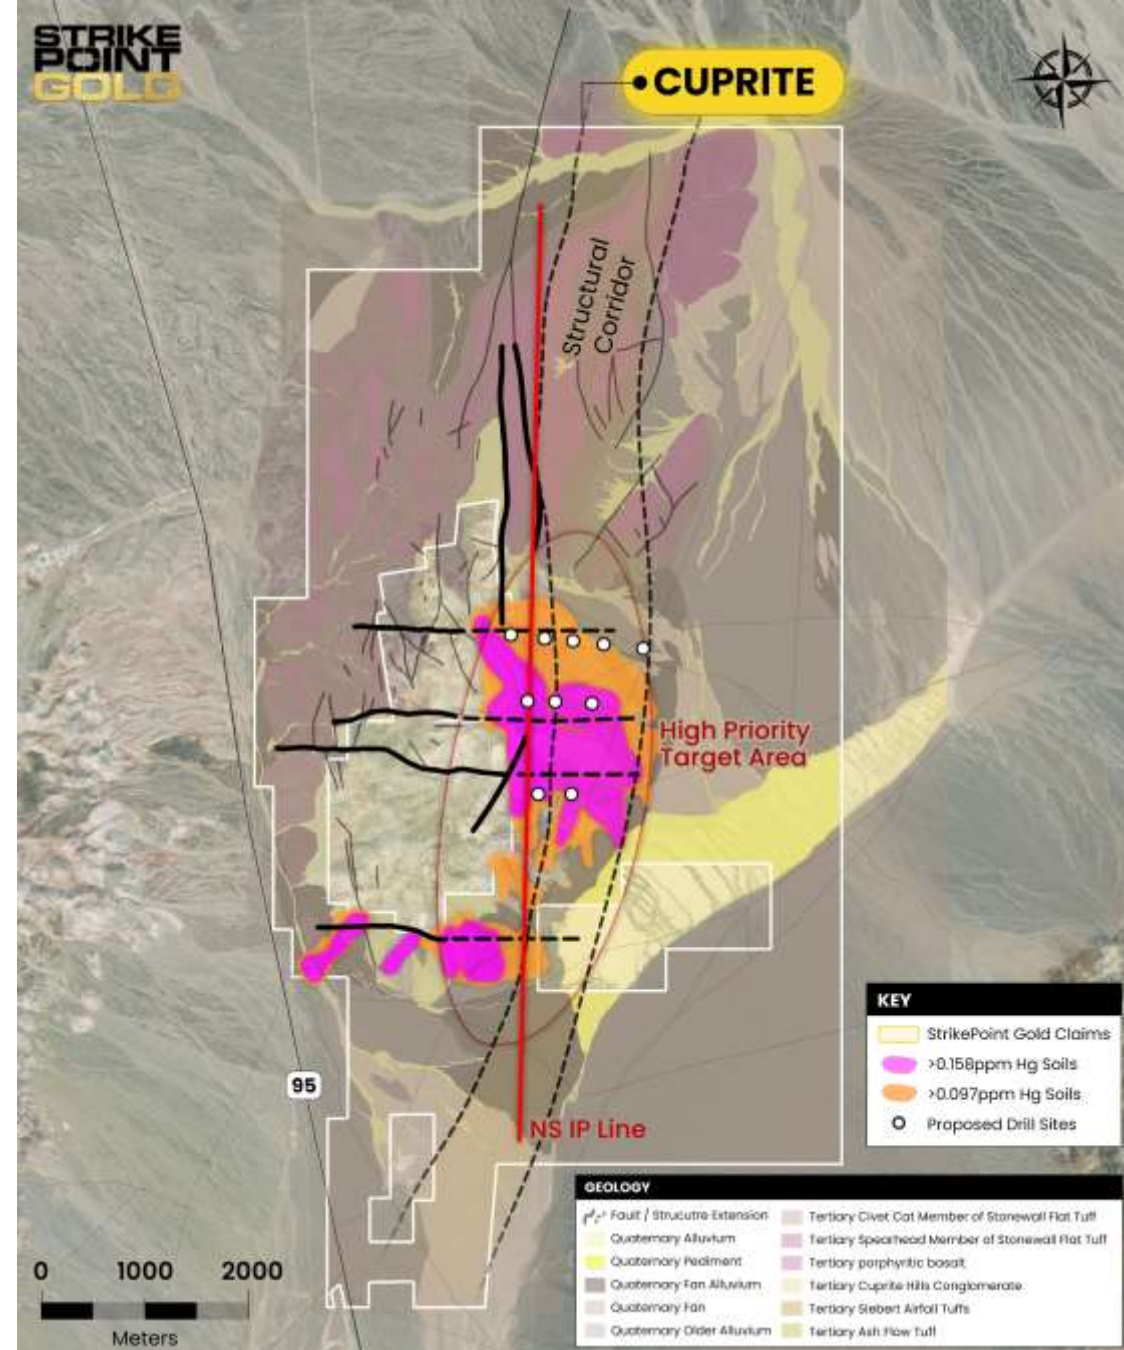 STRIKE
POINT
GOLD
CUPRITE
Structural
Corridor
High Priority
Target Area
KEY
StrikePoint Gold Claims
>0.158ppm Hg Soils
>0.097ppm Hg Soils
Proposed Drill Sites
95
NS IP Line
GEOLOGY
Fault / Strucutre Extension
Quaternary Alluvium
Quaternary Pediment
Quaternary Fan Alluvium
Quaternary Fan
Quaternary Older Alluvium
Tertiary Civet Cat Member of Stonewall Flat Tuff
Tertiary Spearhead Member of Stonewall Flat Tuff
Tertiary porphyritic basalt
Tertiary Cuprite Hills Conglomerate
Tertiary Siebert Airfall Tuffs
Tertiary Ash Flow Tuff
0 1000 2000
Meters